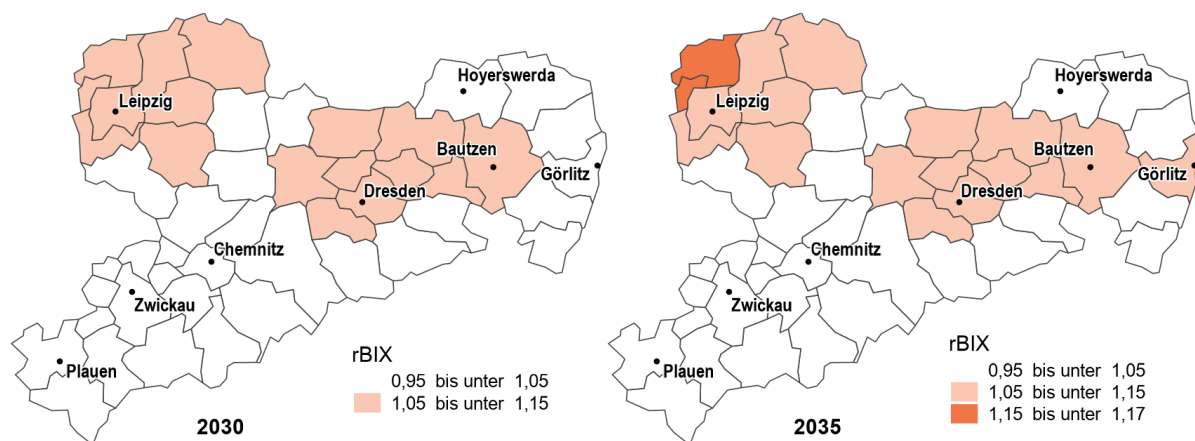 Hoyerswerda
Leipzig
Bautzen
Görlitz
Dresden
Chemnitz
Zwickau
Plauen
rBIX
0,95 bis unter 1,05
1,05 bis unter 1,15
2030
Hoyerswerda
Leipzig
Bautzen
Görlitz
Dresden
Chemnitz
Zwickau
Plauen
rBIX
0,95 bis unter 1,05
1,05 bis unter 1,15
1,15 bis unter 1,17
2035